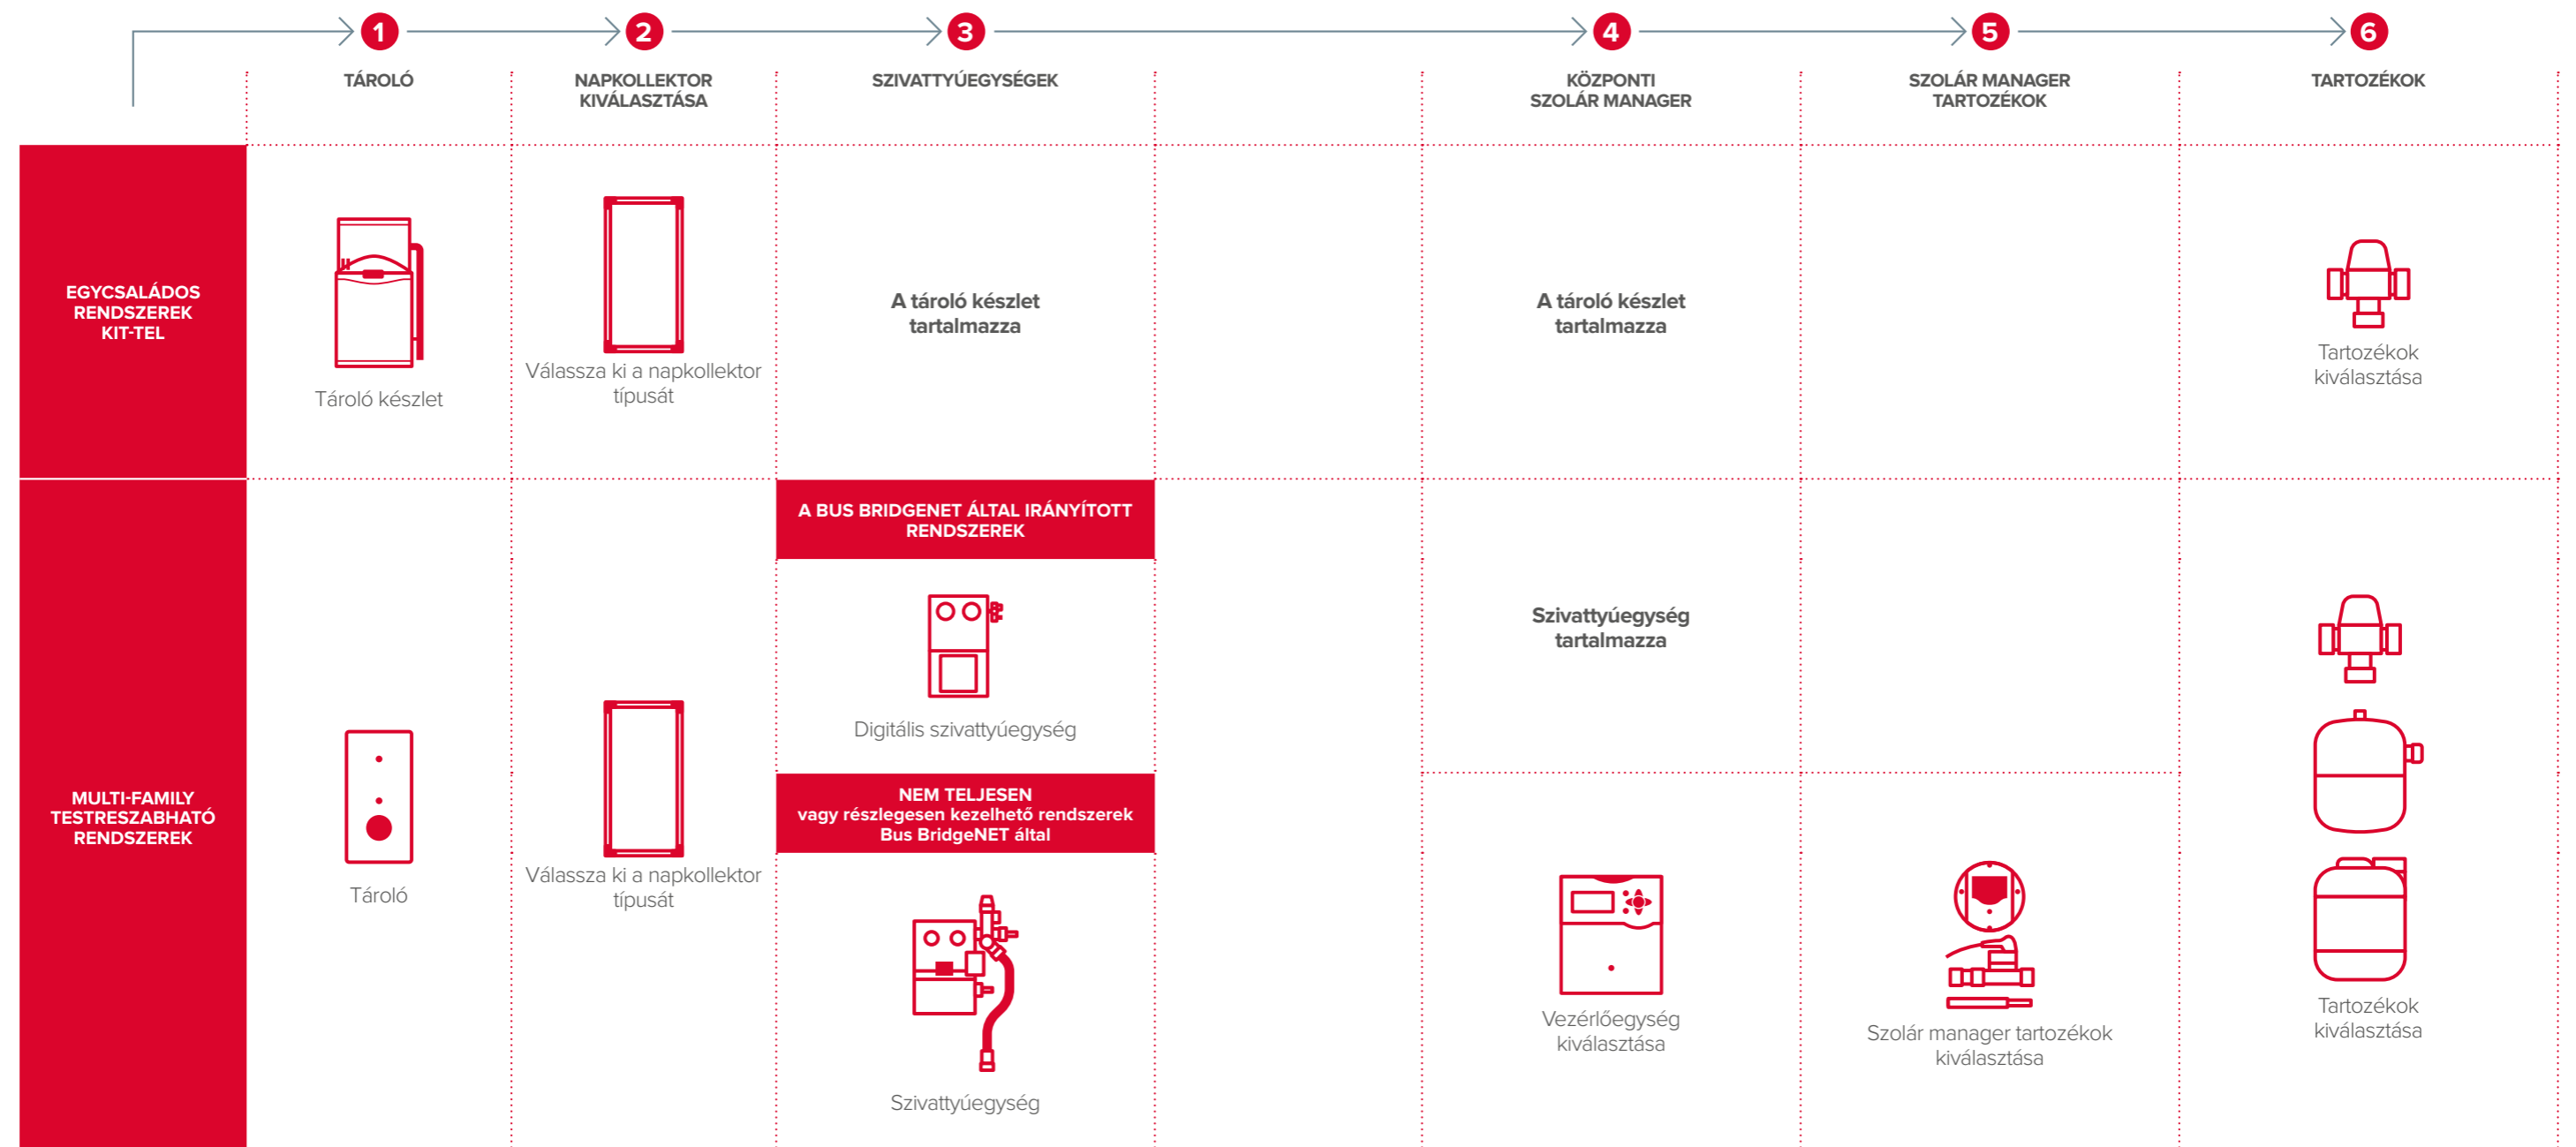 1
2
3
4
5
6
TÁROLÓ
NAPKOLLEKTOR
KIVÁLASZTÁSA
SZIVATTYÚEGYSÉGEK
KÖZPONTI
SZOLÁR MANAGER
SZOLÁR MANAGER
TARTOZÉKOK
TARTOZÉKOK
EGYCSALÁDOS
RENDSZEREK
KIT-TEL
Tároló készlet
Válassza ki a napkollektor
típusát
A tároló készlet
tartalmazza
A tároló készlet
tartalmazza
Tartozékok
kiválasztása
MULTI-FAMILY
TESTRESZABHATÓ
RENDSZEREK
Tároló
Válassza ki a napkollektor
típusát
A BUS BRIDGENET ÁLTAL IRÁNYÍTOTT
RENDSZEREK
Digitális szivattyúegység
Szivattyúegység
tartalmazza
NEM TELJESEN
vagy részlegesen kezelhető rendszerek
Bus BridgeNET által
Szivattyúegység
Vezérlőegység
kiválasztása
Szolár manager tartozékok
kiválasztása
Tartozékok
kiválasztása